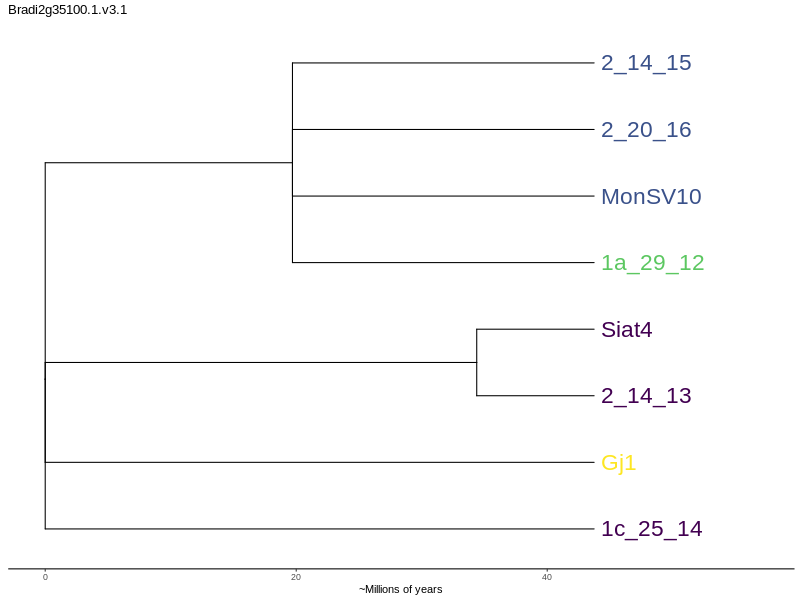 Bradi2g35100.1.v3.1
2_14_15
2_20_16
MonSV10
1a_29_12
Siat4
2_14_13
Gj1
1c_25_14
0 20 40
~Millions of years